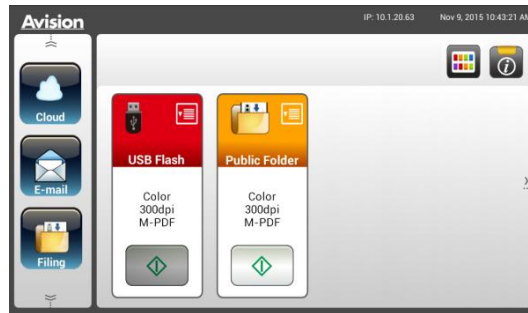 Avision
IP: 10.1.20.63 Nov 9, 2015 10:43:21 AM
Cloud
E-mail
Filing
USB Flash
Color
300dpi
M-PDF
Public Folder
Color
300dpi
M-PDF